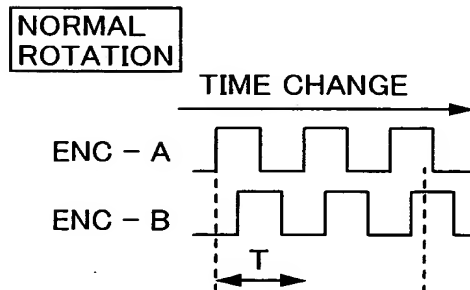 NORMAL
ROTATION
TIME CHANGE
ENC - A
ENC - B
T